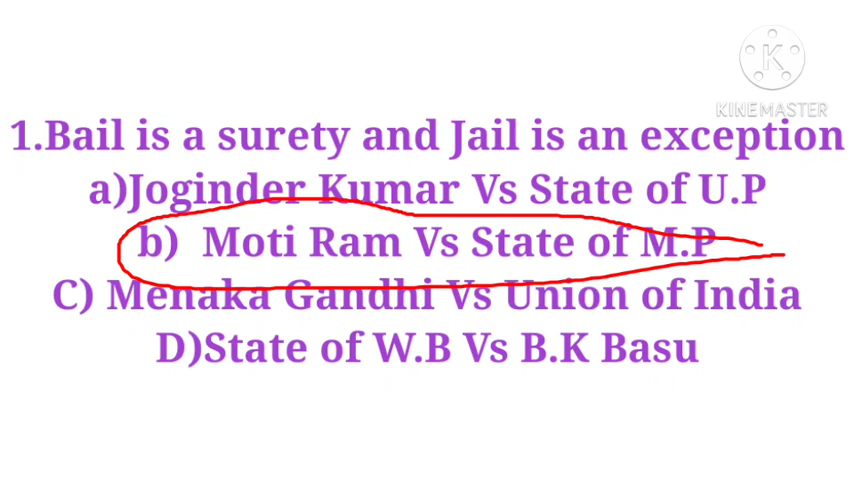 K
KINEMASTER
1.Bail is a surety and Jail is an exception
a)Joginder Kumar Vs State of U.P
b) Moti Ram Vs State of M.P
C) Menaka Gandhi Vs Union of India
D)State of W.B Vs B.K Basu